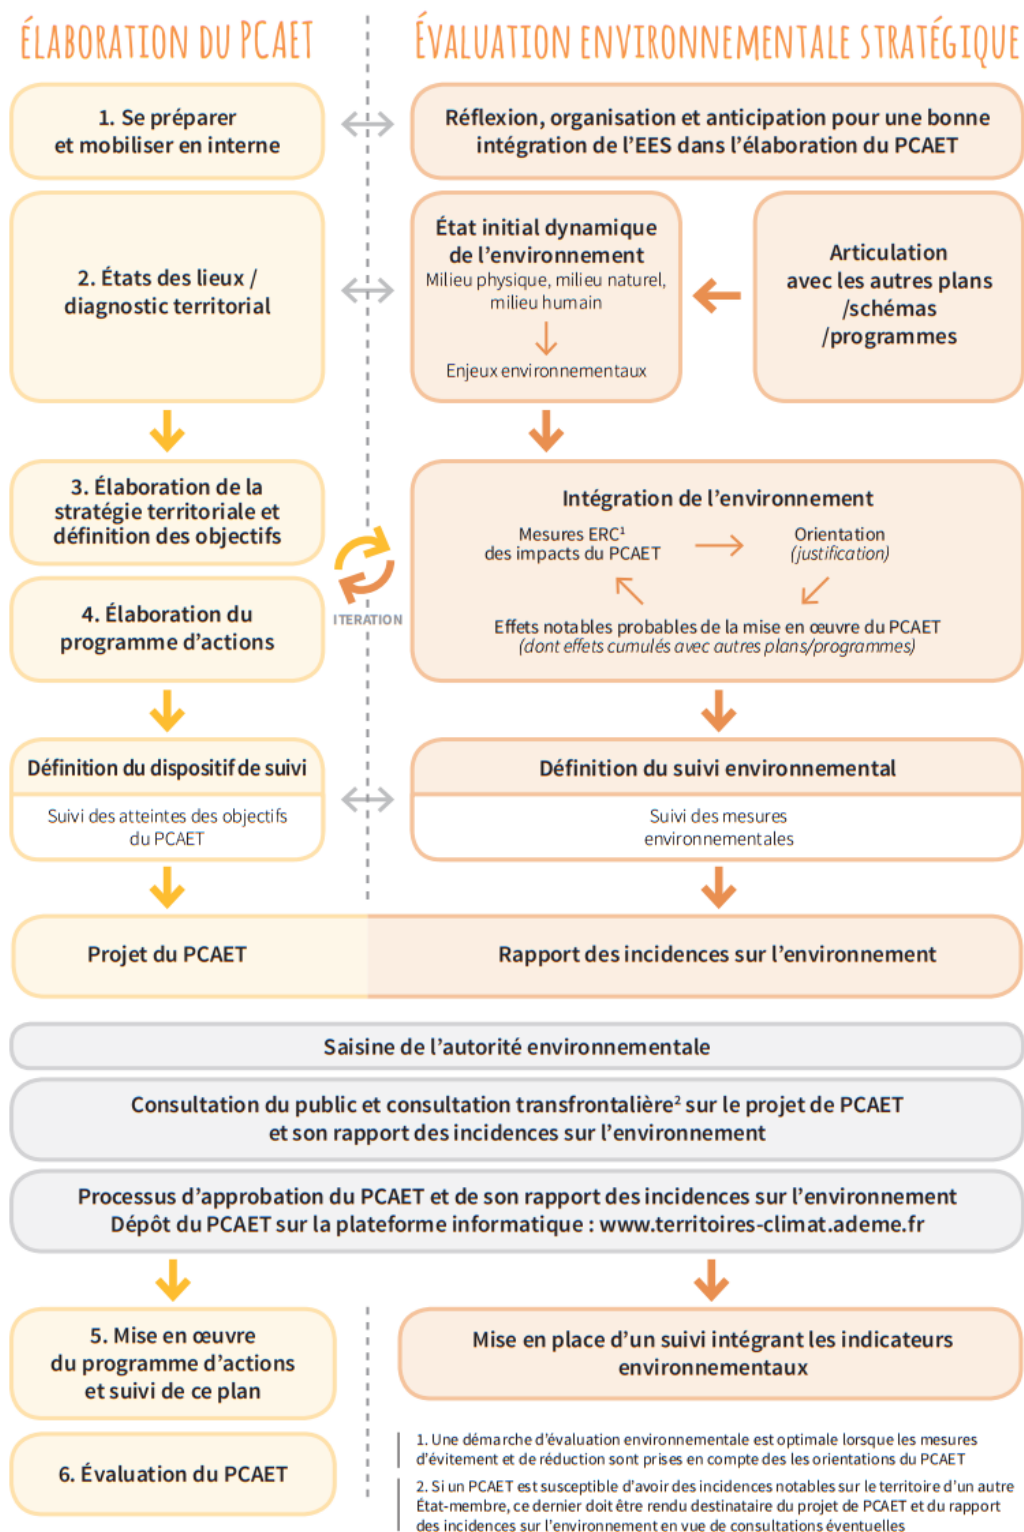 ÉLABORATION DU PCAET
ÉVALUATION ENVIRONNEMENTALE STRATÉGIQUE
1. Se préparer
et mobiliser en interne
Réflexion, organisation et anticipation pour une bonne
intégration de l'EES dans l'élaboration du PCAET
2. États des lieux /
diagnostic territorial
État initial dynamique
de l'environnement
Milieu physique, milieu naturel,
milieu humain
Enjeux environnementaux
Articulation
avec les autres plans
/schémas
/programmes
3. Élaboration de la
stratégie territoriale et
définition des objectifs
4. Élaboration du
programme d'actions
ITERATION
Intégration de l'environnement
Mesures ERC¹
des impacts du PCAET
Orientation
(justification)
Effets notables probables de la mise en œuvre du PCAET
(dont effets cumulés avec autres plans/programmes)
Définition du dispositif de suivi
Suivi des atteintes des objectifs
du PCAET
Définition du suivi environnemental
Suivi des mesures
environnementales
Projet du PCAET
Rapport des incidences sur l'environnement
Saisine de l'autorité environnementale
Consultation du public et consultation transfrontalière² sur le projet de PCAET
et son rapport des incidences sur l'environnement
Processus d'approbation du PCAET et de son rapport des incidences sur l'environnement
Dépôt du PCAET sur la plateforme informatique : www.territoires-climat.ademe.fr
5. Mise en œuvre
du programme d'actions
et suivi de ce plan
Mise en place d'un suivi intégrant les indicateurs
environnementaux
6. Évaluation du PCAET
1. Une démarche d'évaluation environnementale est optimale lorsque les mesures
d'évitement et de réduction sont prises en compte des les orientations du PCAET
2. Si un PCAET est susceptible d'avoir des incidences notables sur le territoire d'un autre
État-membre, ce dernier doit être rendu destinataire du projet de PCAET et du rapport
des incidences sur l'environnement en vue de consultations éventuelles